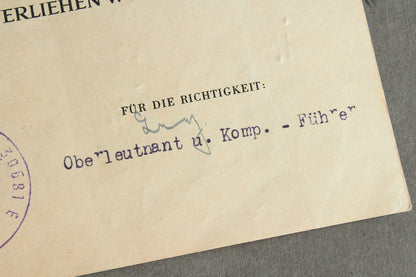 ERLIEHEN W
FÜR DIE RICHTIGKEIT:
Oberleutnant u. Komp. - Führer